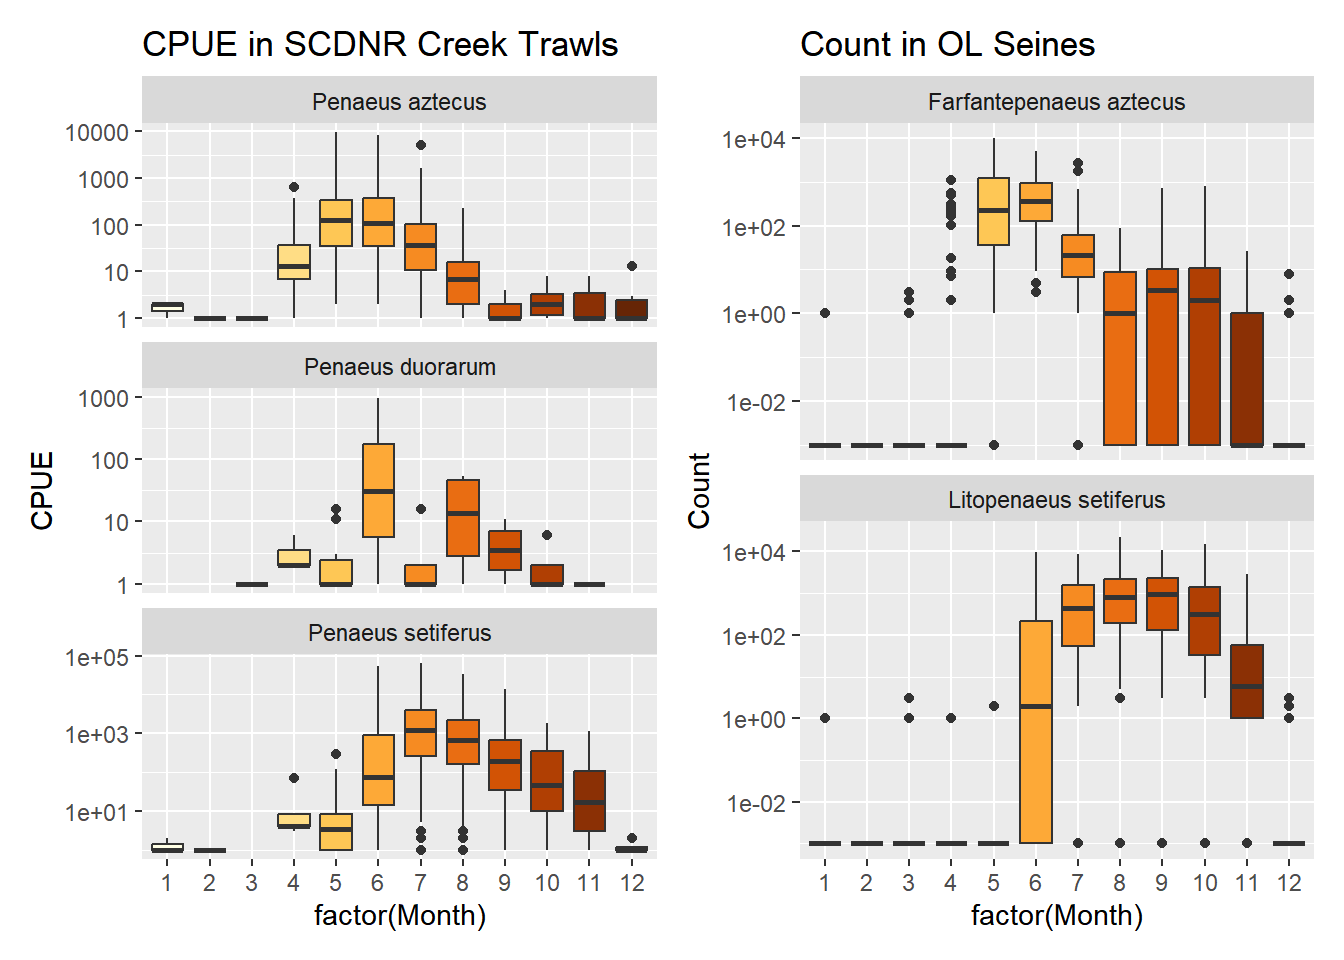 CPUE in SCDNR Creek Trawls
Penaeus aztecus
10000
1000
100
10
1
Penaeus duorarum
1000
100
10
1
Penaeus setiferus
1e+05
1e+03
1e+01
CPUE
1 2 3 4 5 6 7 8 9 10 11 12
factor(Month)
Count in OL Seines
Farfantepenaeus aztecus
1e+04
1e+02
1e+00
1e-02
Litopenaeus setiferus
1e+04
1e+02
1e+00
1e-02
Count
1 2 3 4 5 6 7 8 9 10 11 12
factor(Month)